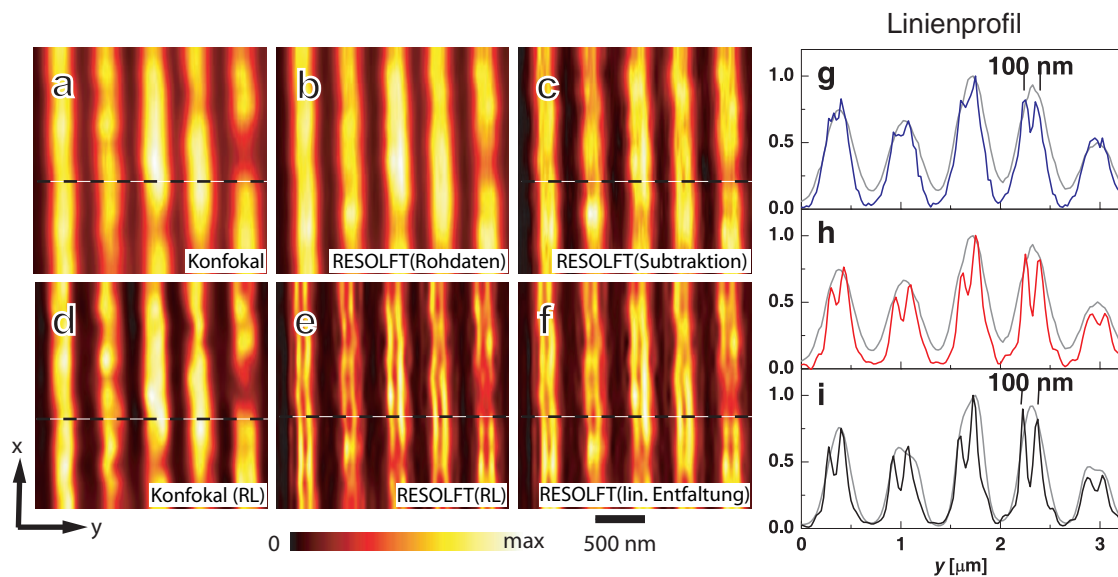 Linienprofil
a
Konfokal
b
RESOLFT(Rohdaten)
c
RESOLFT(Subtraktion)
d
Konfokal (RL)
e
RESOLFT(RL)
f
RESOLFT(lin. Entfaltung)
x
y
0
max
500 nm
g
100 nm
1.0
0.5
0.0
h
1.0
0.5
0.0
i
100 nm
1.0
0.5
0.0
0 1 2 3
y [μm]